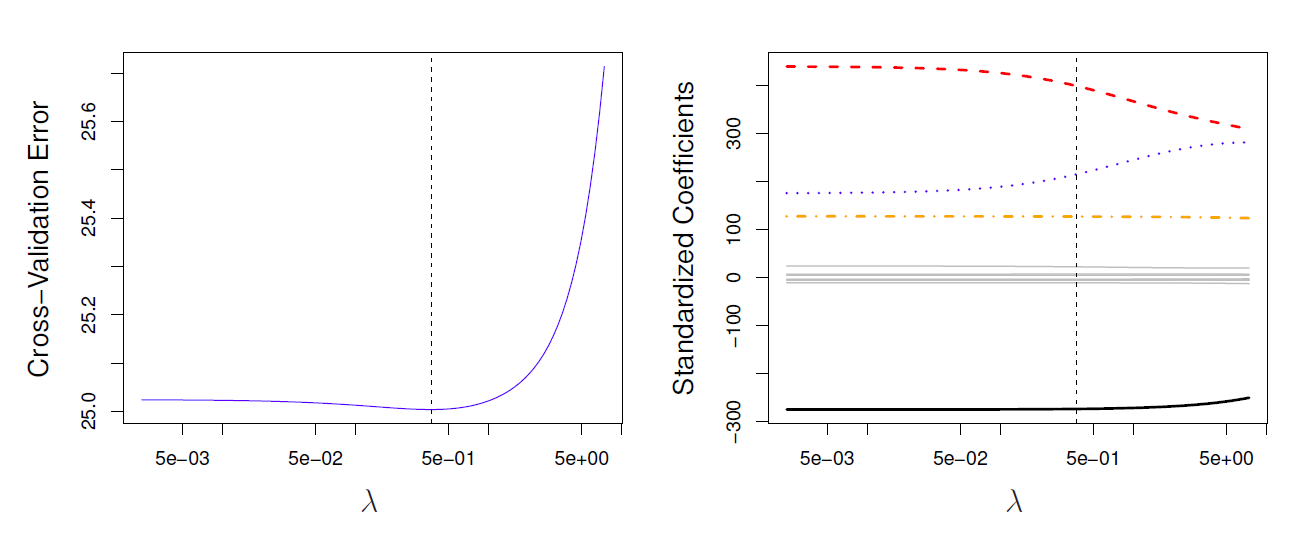 Cross−Validation Error
25.0
25.2
25.4
25.6
5e−03
5e−02
5e−01
5e+00
λ
Standardized Coefficients
−300
−100
0
100
300
5e−03
5e−02
5e−01
5e+00
λ